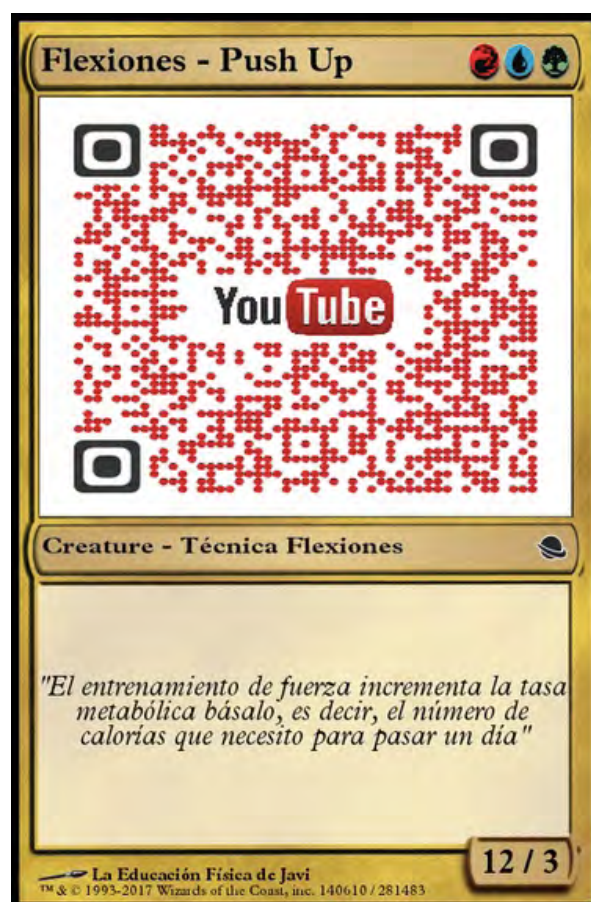 Flexiones - Push Up
YouTube
Creature - Técnica Flexiones
"El entrenamiento de fuerza incrementa la tasa
metabólica básalo, es decir, el número de
calorías que necesito para pasar un día"
12 / 3
La Educación Física de Javi
™ & © 1993-2017 Wizards of the Coast, inc. 140610 / 281483